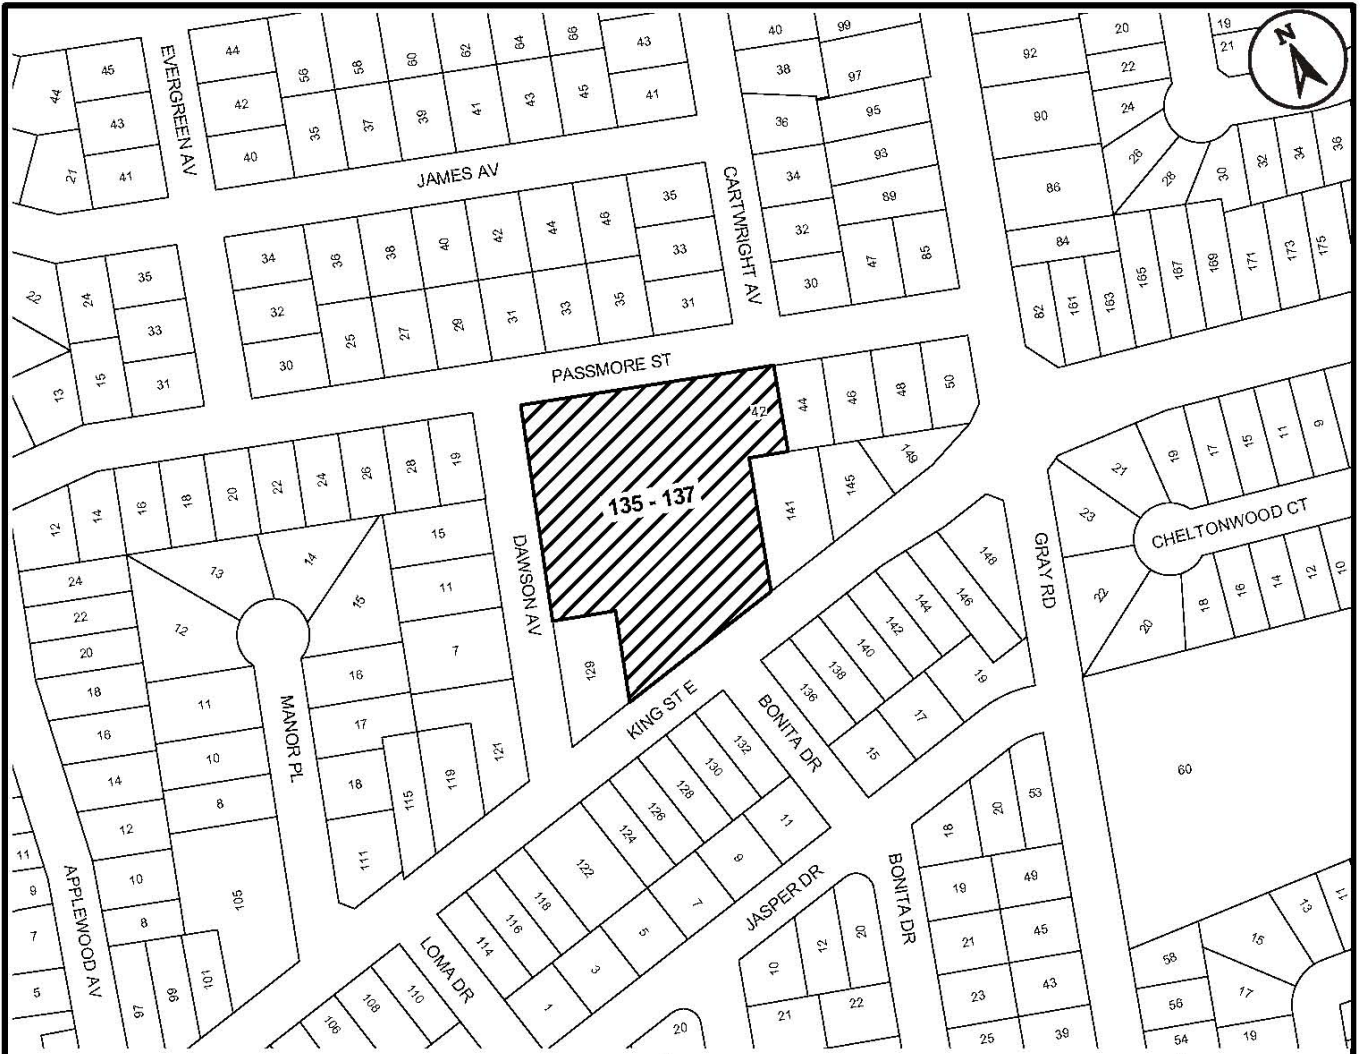 N
EVERGREEN AV
JAMES AV
CARTWRIGHT AV
PASSMORE ST
DAWSON AV
135 - 137
KING ST E
GRAY RD
CHELTONWOOD CT
MANOR PL
BONITA DR
APPLEWOOD AV
LOMA DR
JASPER DR
BONITA DR
44 56 58 60 62 64 66 43
45 43 41 44 21
42 40 35 37 39 41 43 45 41
40 99 38 97 36 95 93 34 89 32 47 85 30
92 90 86 84 82 161 163 165 167 169 171 173 175
20 22 24 26 28 30 32 34 36 19 21
34 36 38 40 42 44 46 35 33 31
32 30 25 27 29 31 33 35
22 24 35 33 31 15 13
42 44 46 48 50
141 145 149
129
12 14 16 18 20 22 24 26 28 19
15 11 7
13 14 15 12
24 22 20 18 16 14 12 10 8
11 10 8 105
16 17 18 111 115 119 121
11 9 7 5
97 99 101
21 19 17 15 11 9
23 22 20 18 16 14 12 10
148 146 144 142 140 138 136
19 17 15
132 130 128 126 124 122 118 116 114
11 9 7 5 3 1
110 108 106
60
18 20 53
19 49
21 45
23 43
25 39
10 12 20
21 22
20
58 56 54
15 13 11 17 19